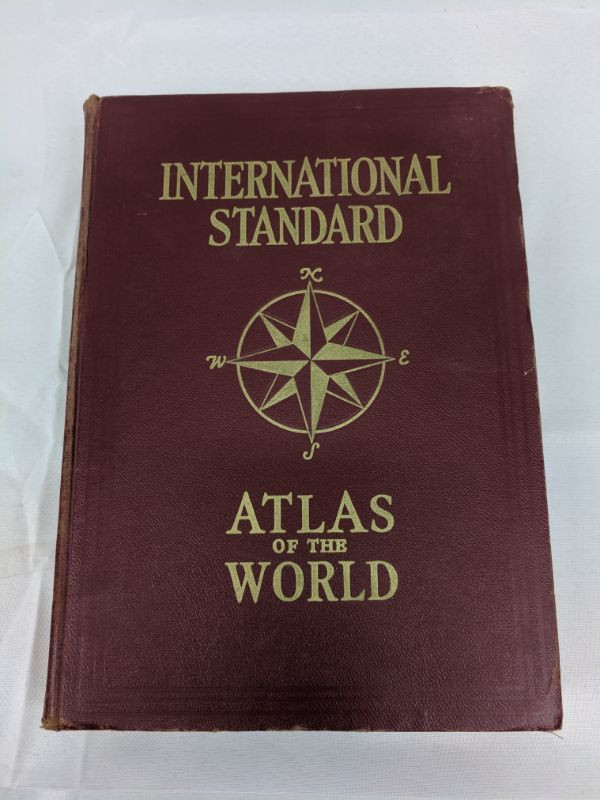 INTERNATIONAL
STANDARD
N
W E
S
ATLAS
OF THE
WORLD